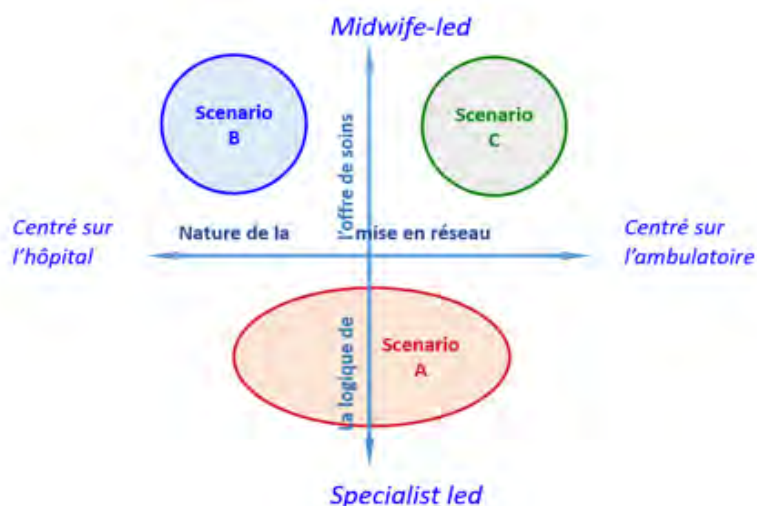 Midwife-led
Scenario
B
Scenario
C
l'offre de soins
Centré sur
l'hôpital
Nature de la mise en réseau
Centré sur
l'ambulatoire
La logique de
Scenario
A
Specialist led